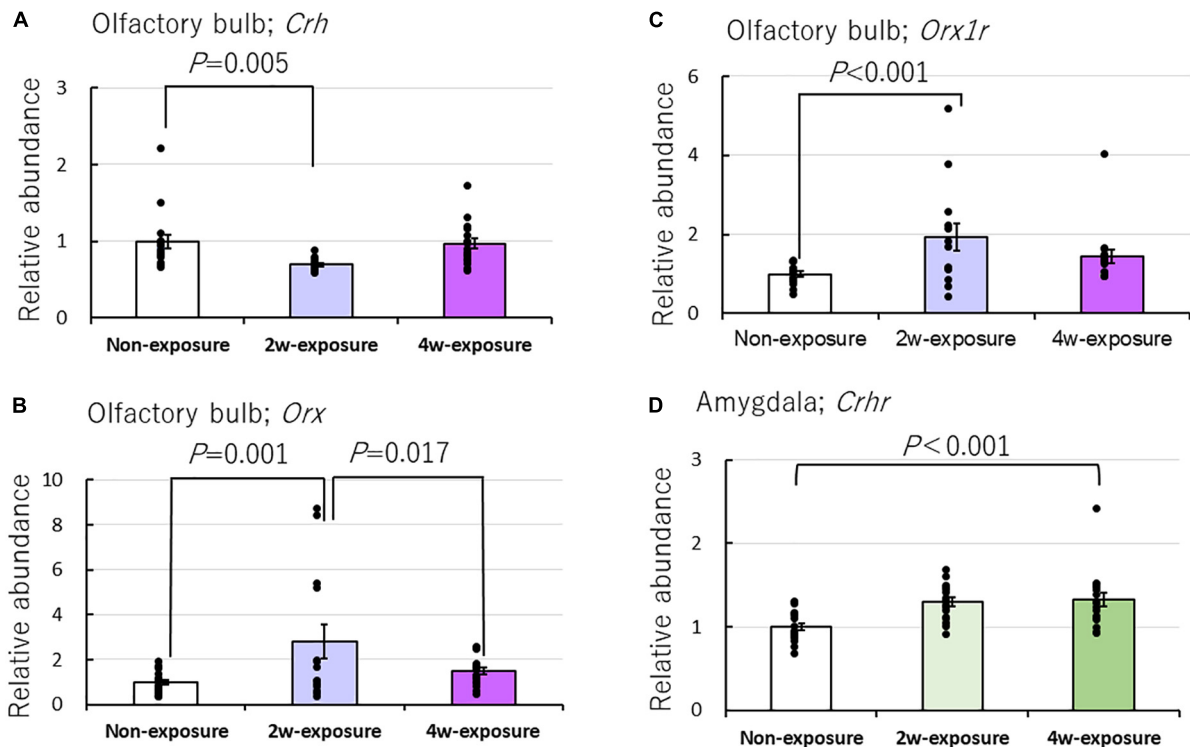 A
Olfactory bulb; Crh
P=0.005
Relative abundance
3
2
1
0
Non-exposure 2w-exposure 4w-exposure
B
Olfactory bulb; Orx
P=0.001 P=0.017
Relative abundance
10
8
6
4
2
0
Non-exposure 2w-exposure 4w-exposure
C
Olfactory bulb; Orx1r
P<0.001
Relative abundance
6
4
2
0
Non-exposure 2w-exposure 4w-exposure
D
Amygdala; Crhr
P< 0.001
Relative abundance
3
2
1
0
Non-exposure 2w-exposure 4w-exposure